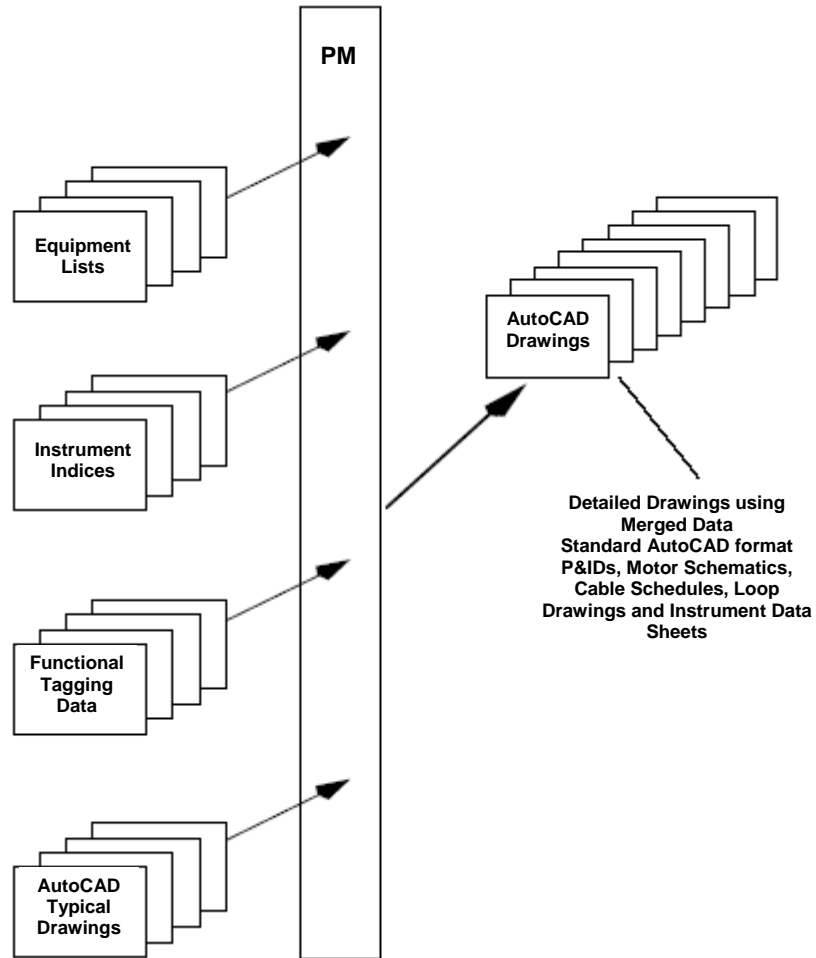 PM
Equipment
Lists
Instrument
Indices
Functional
Tagging
Data
AutoCAD
Typical
Drawings
AutoCAD
Drawings
Detailed Drawings using
Merged Data
Standard AutoCAD format
P&IDs, Motor Schematics,
Cable Schedules, Loop
Drawings and Instrument Data
Sheets